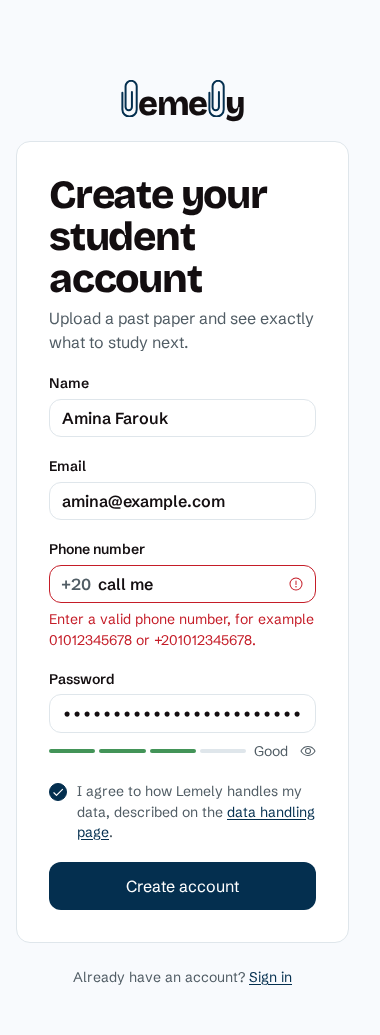 lemelly
Create your
student
account
Upload a past paper and see exactly
what to study next.
Name
Amina Farouk
Email
amina@example.com
Phone number
+20 call me
Enter a valid phone number, for example
01012345678 or +201012345678.
Password
••••••••••••••••••••••••
Good
I agree to how Lemely handles my
data, described on the data handling
page.
Create account
Already have an account? Sign in